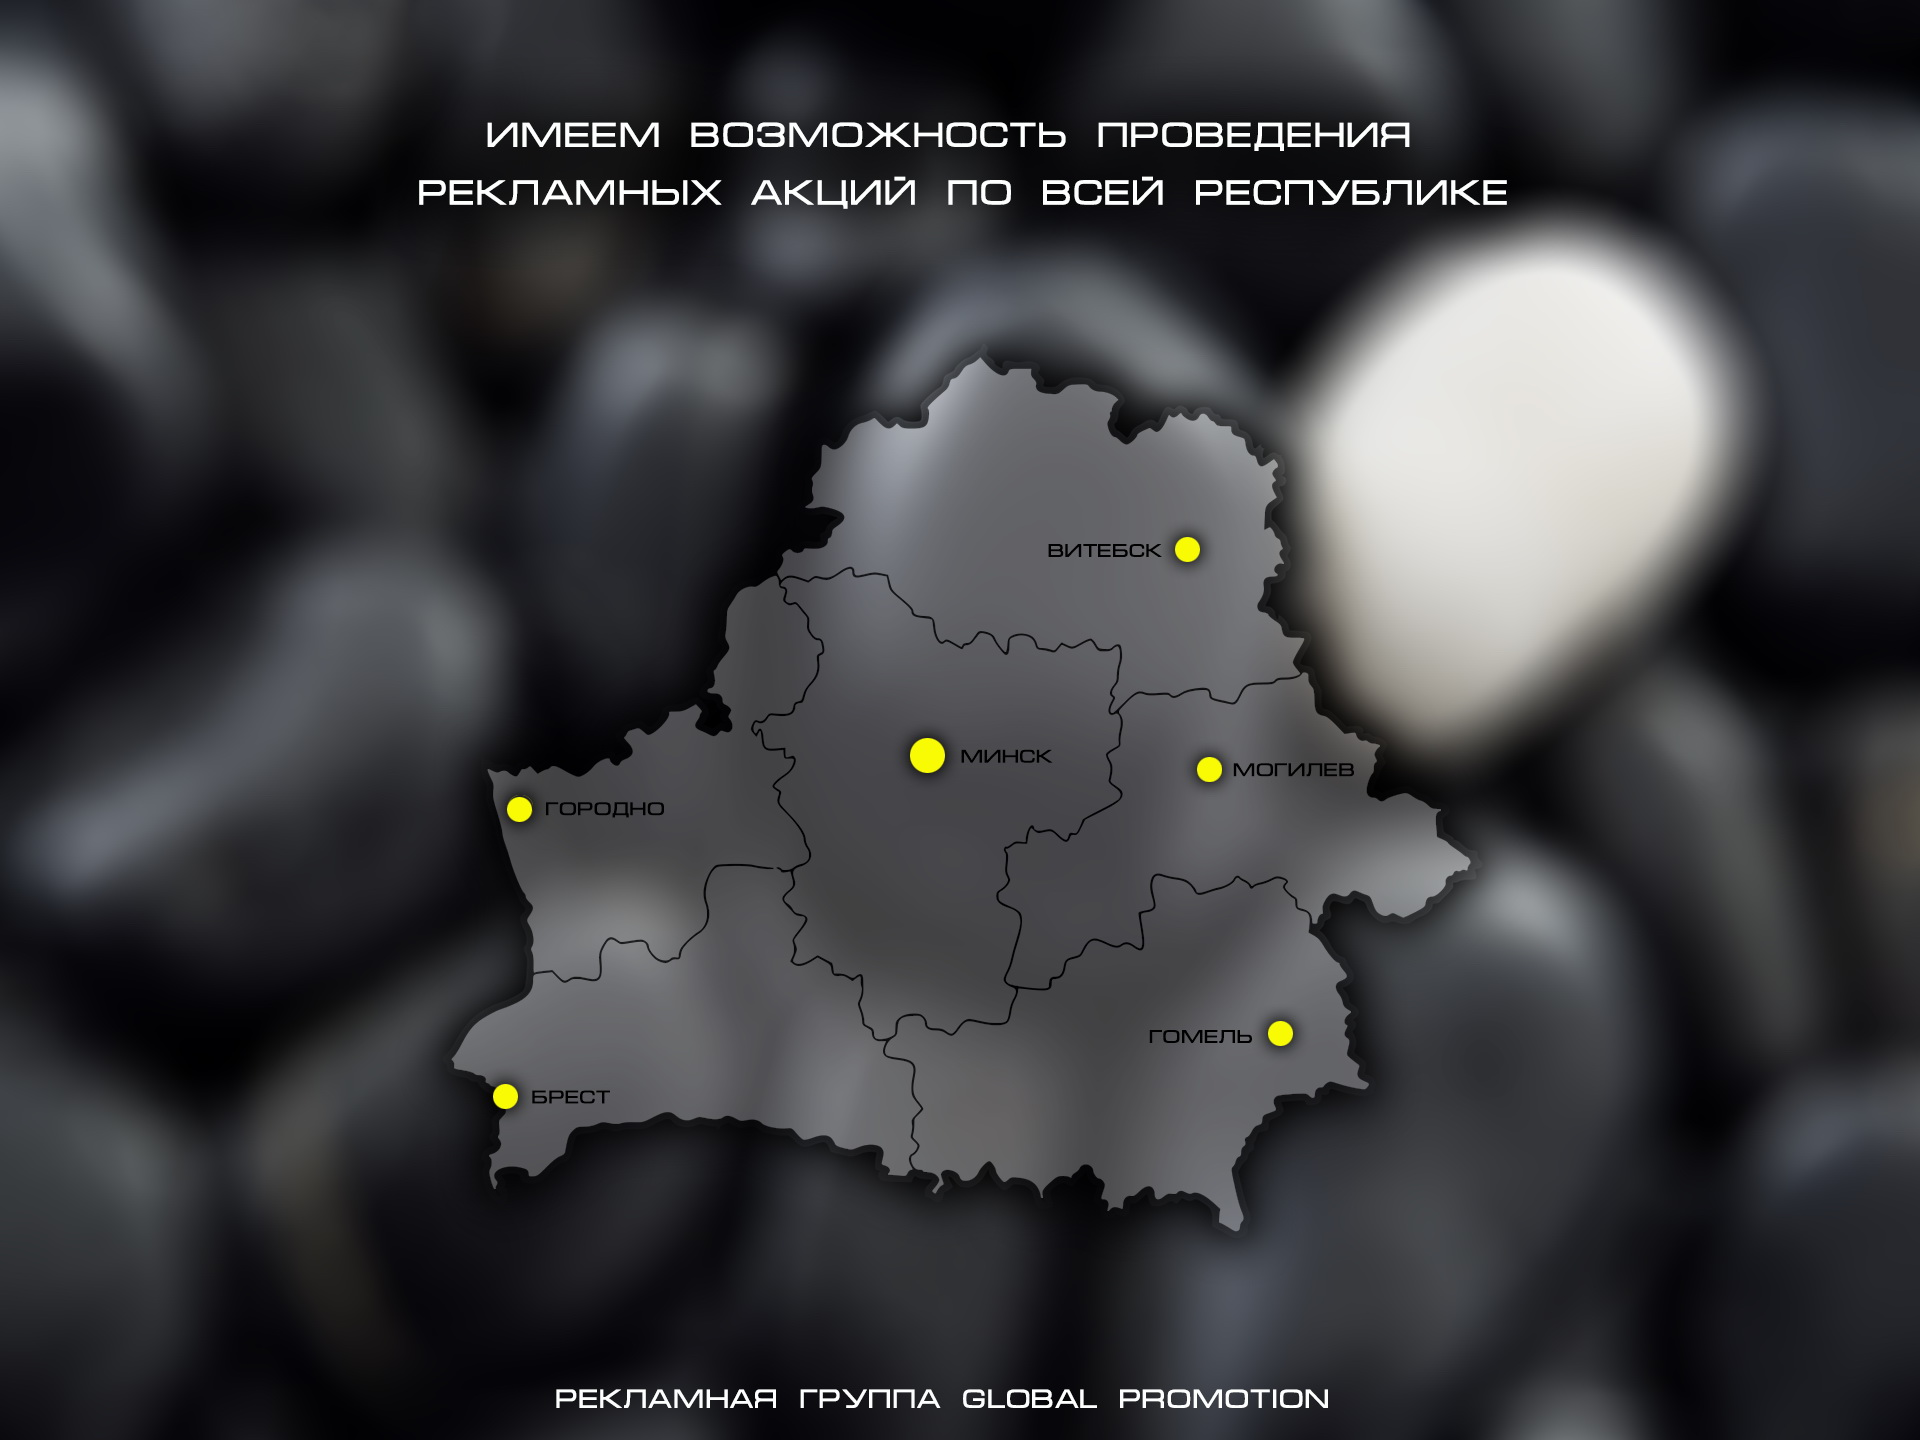 ИМЕЕМ ВОЗМОЖНОСТЬ ПРОВЕДЕНИЯ
РЕКЛАМНЫХ АКЦИЙ ПО ВСЕЙ РЕСПУБЛИКЕ
ВИТЕБСК
МИНСК
МОГИЛЕВ
ГОРОДНО
ГОМЕЛЬ
БРЕСТ
РЕКЛАМНАЯ ГРУППА GLOBAL PROMOTION